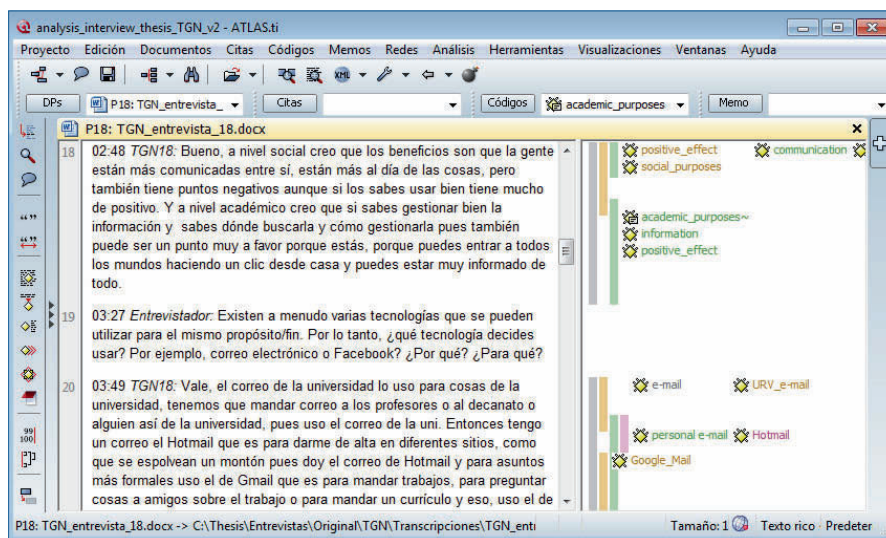 analysis_interview_thesis_TGN_v2 - ATLAS.ti
Proyecto Edición Documentos Citas Códigos Memos Redes Análisis Herramientas Visualizaciones Ventanas Ayuda
XML
DPs P18: TGN_entrevista_ Citas Códigos academic_purposes Memo
P18: TGN_entrevista_18.docx
18 02:48 TGN18: Bueno, a nivel social creo que los beneficios son que la gente
están más comunicadas entre sí, están más al día de las cosas, pero
también tiene puntos negativos aunque si los sabes usar bien tiene mucho
de positivo. Y a nivel académico creo que si sabes gestionar bien la
información y sabes dónde buscarla y cómo gestionarla pues también
puede ser un punto muy a favor porque estás, porque puedes entrar a todos
los mundos haciendo un clic desde casa y puedes estar muy informado de
todo.
19 03:27 Entrevistador: Existen a menudo varias tecnologías que se pueden
utilizar para el mismo propósito/fin. Por lo tanto, ¿qué tecnología decides
usar? Por ejemplo, correo electrónico o Facebook? ¿Por qué? ¿Para qué?
20 03:49 TGN18: Vale, el correo de la universidad lo uso para cosas de la
universidad, tenemos que mandar correo a los profesores o al decanato o
alguien así de la universidad, pues uso el correo de la uni. Entonces tengo
un correo el Hotmail que es para darme de alta en diferentes sitios, como
que se espolvean un montón pues doy el correo de Hotmail y para asuntos
más formales uso el de Gmail que es para mandar trabajos, para preguntar
cosas a amigos sobre el trabajo o para mandar un currículo y eso, uso el de
positive_effect communication
social_purposes
academic_purposes~
information
positive_effect
e-mail URV_e-mail
personal e-mail Hotmail
Google_Mail
99
100
P18: TGN_entrevista_18.docx -> C:\Thesis\Entrevistas\Original\TGN\Transcripciones\TGN_enti Tamaño: 1 Texto rico Predeter